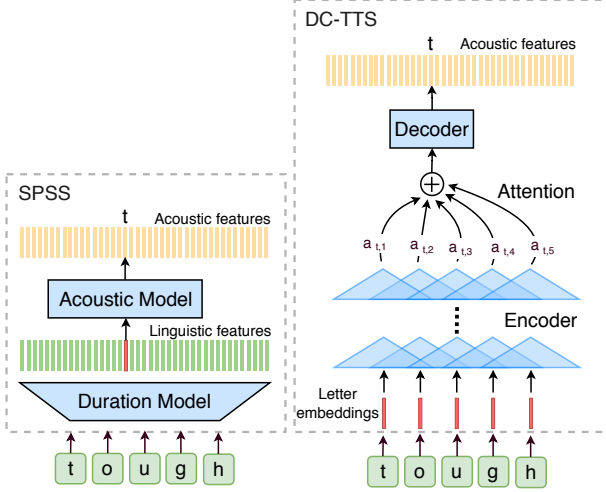 DC-TTS
t
Acoustic features
Decoder
Attention
a t,1
a t,2
a t,3
a t,4
a t,5
Encoder
Letter
embeddings
t o u g h
SPSS
t
Acoustic features
Acoustic Model
Linguistic features
Duration Model
t o u g h